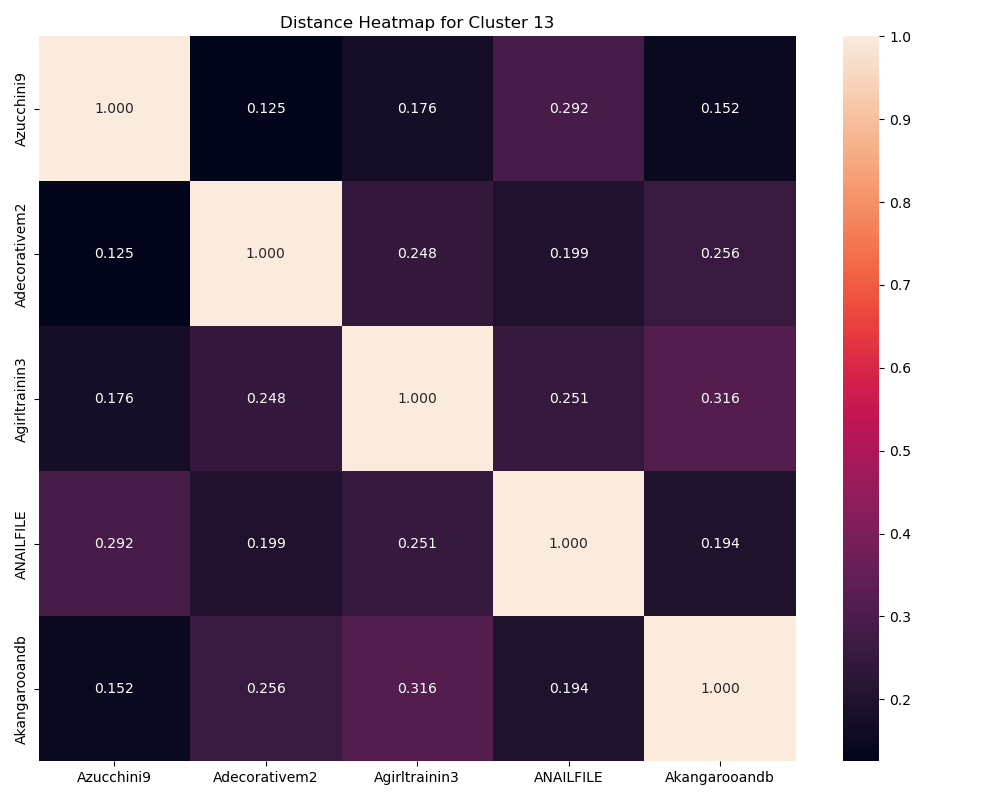 Distance Heatmap for Cluster 13
Azucchini9 1.000 0.125 0.176 0.292 0.152
Adecorativem2 0.125 1.000 0.248 0.199 0.256
Agirltrainin3 0.176 0.248 1.000 0.251 0.316
ANAILFILE 0.292 0.199 0.251 1.000 0.194
Akangarooandb 0.152 0.256 0.316 0.194 1.000
Azucchini9 Adecorativem2 Agirltrainin3 ANAILFILE Akangarooandb
1.0
0.9
0.8
0.7
0.6
0.5
0.4
0.3
0.2